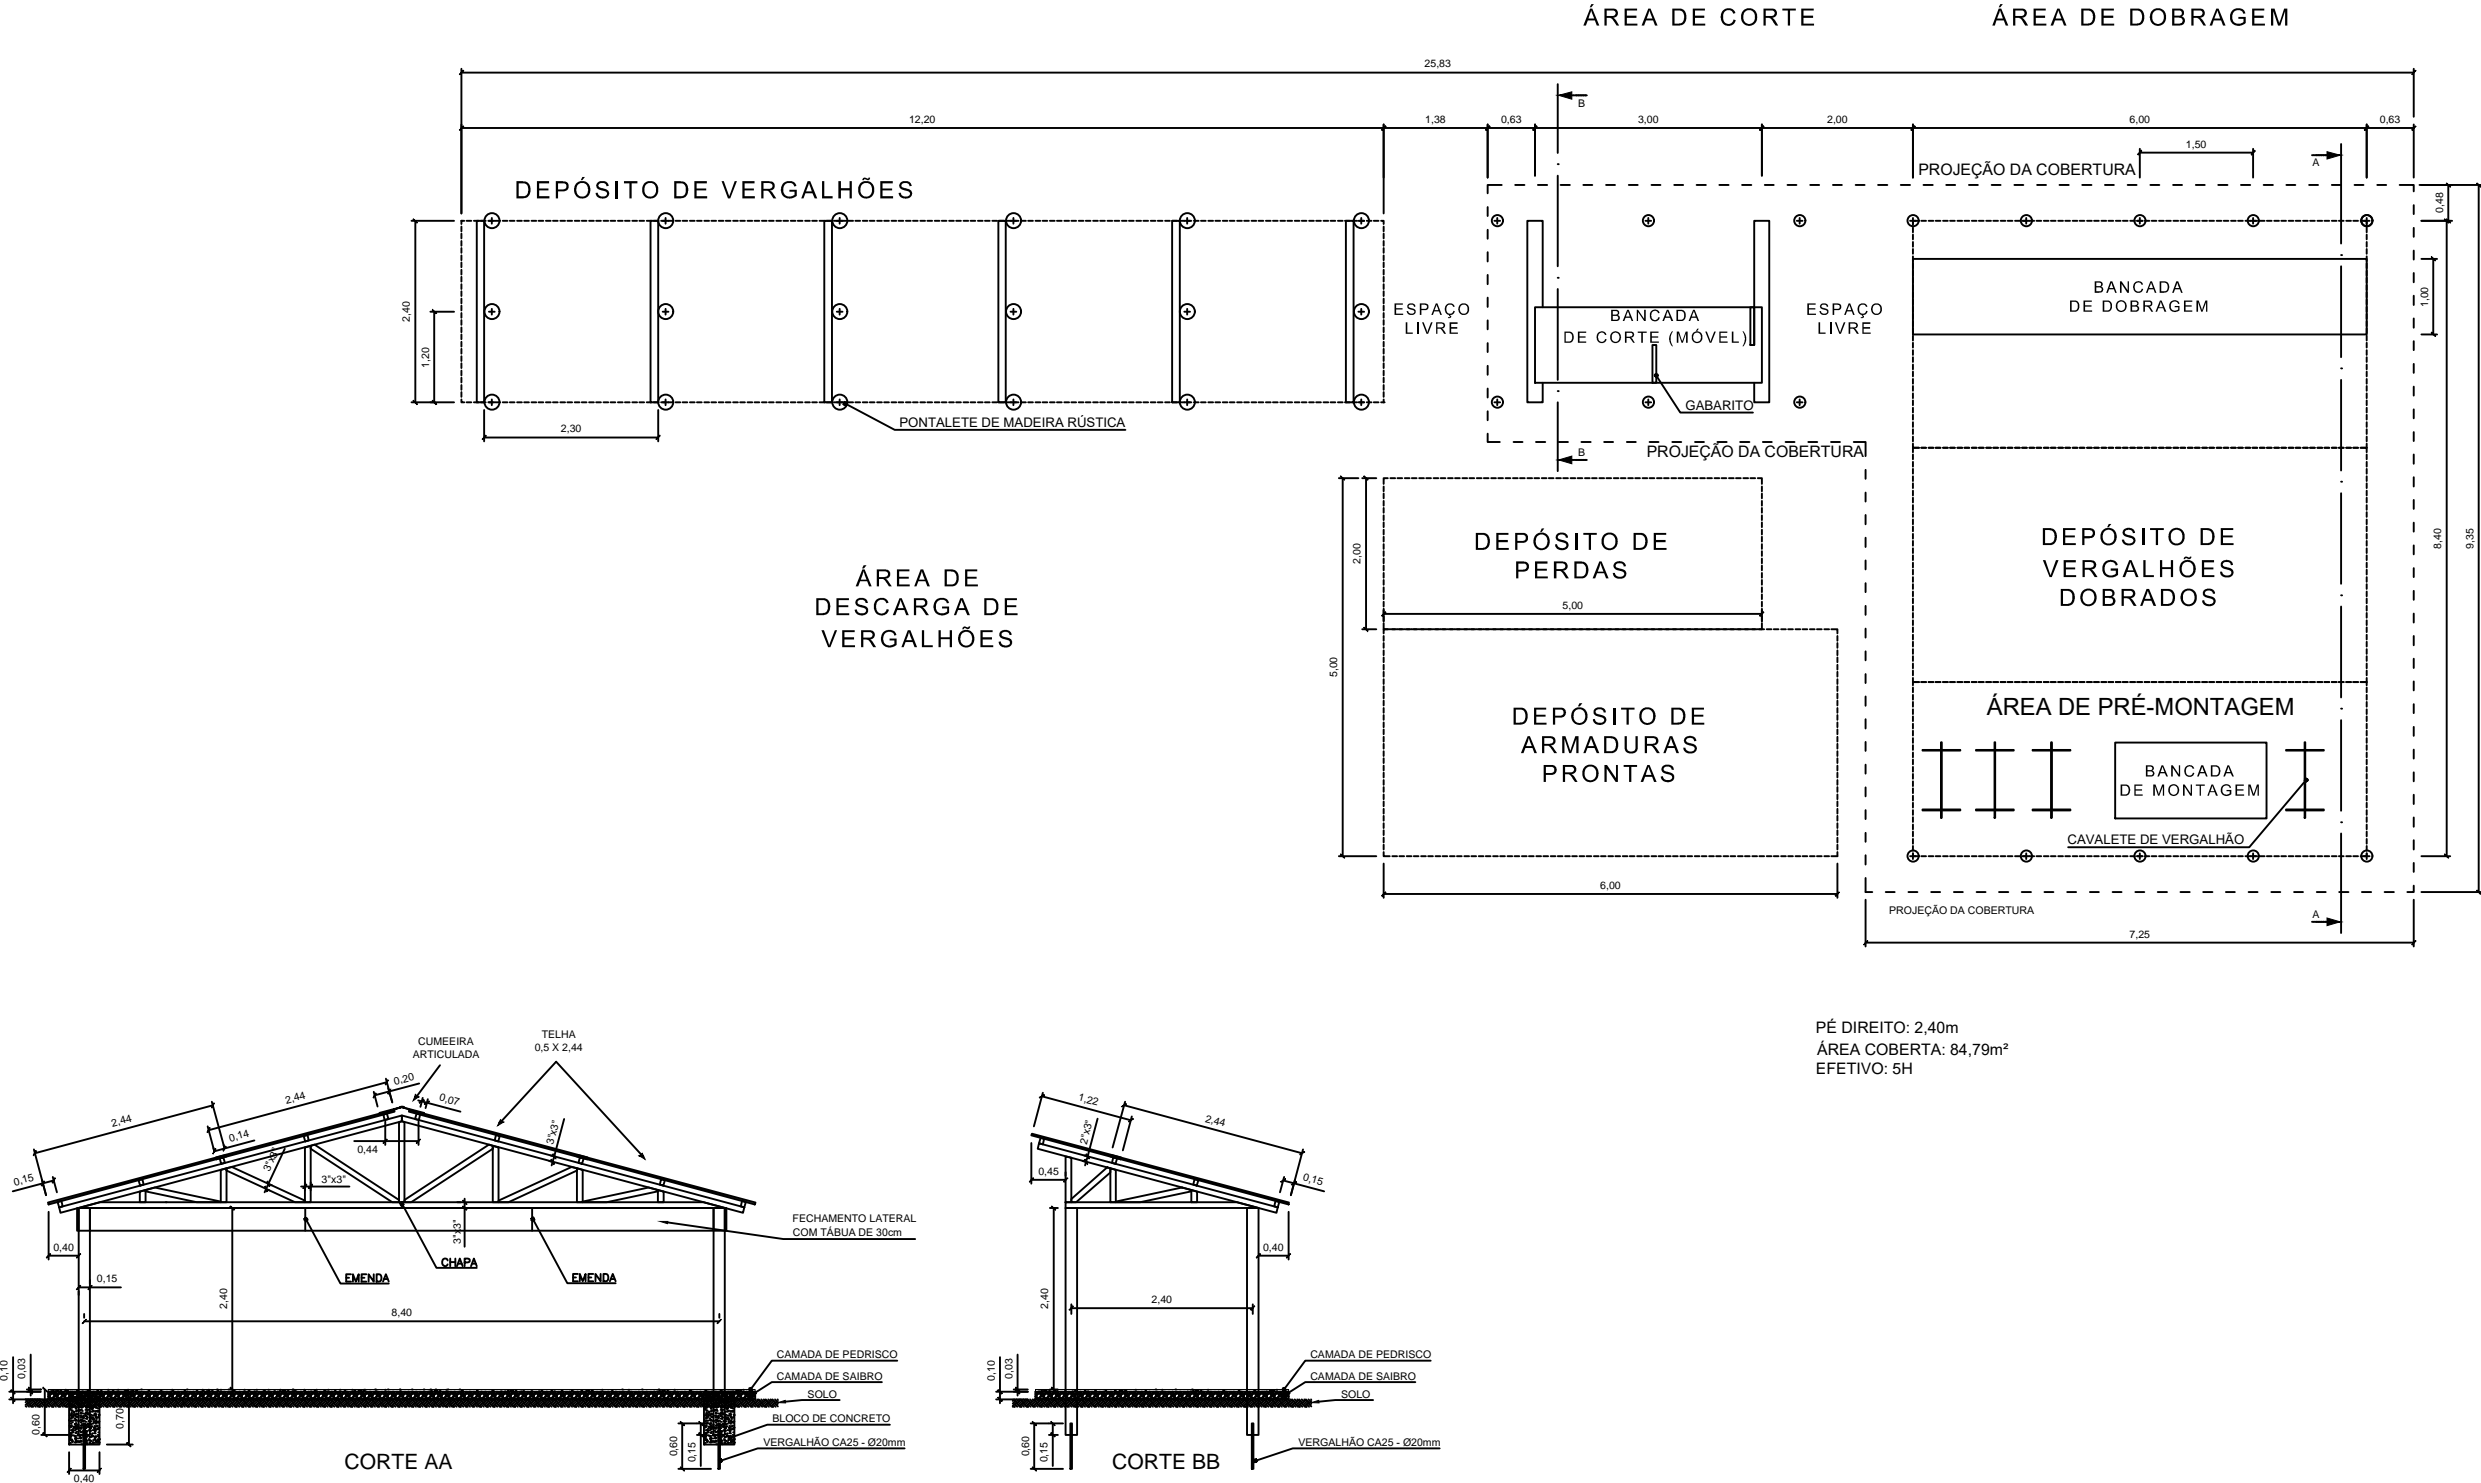 ÁREA DE CORTE
ÁREA DE DOBRAGEM
25,83
B
12,20
1,38
0,63
3,00
2,00
6,00
0,63
1,50
A
PROJEÇÃO DA COBERTURA
DEPÓSITO DE VERGALHÕES
0,48
2,40
1,20
ESPAÇO
LIVRE
BANCADA
DE CORTE (MÓVEL)
ESPAÇO
LIVRE
BANCADA
DE DOBRAGEM
1,00
GABARITO
PONTALETE DE MADEIRA RÚSTICA
2,30
B
PROJEÇÃO DA COBERTURA
2,00
DEPÓSITO DE
PERDAS
5,00
DEPÓSITO DE
VERGALHÕES
DOBRADOS
8,40
9,35
ÁREA DE
DESCARGA DE
VERGALHÕES
5,00
DEPÓSITO DE
ARMADURAS
PRONTAS
ÁREA DE PRÉ-MONTAGEM
BANCADA
DE MONTAGEM
CAVALETE DE VERGALHÃO
6,00
PROJEÇÃO DA COBERTURA
A
7,25
PÉ DIREITO: 2,40m
ÁREA COBERTA: 84,79m²
EFETIVO: 5H
CUMEEIRA
ARTICULADA
TELHA
0,5 X 2,44
0,20
0,07
2,44
2,44
0,14
0,44
3"x3"
3"x3"
3"x3"
0,15
3"x3"
FECHAMENTO LATERAL
COM TÁBUA DE 30cm
0,40
EMENDA
CHAPA
EMENDA
0,15
2,40
8,40
CAMADA DE PEDRISCO
CAMADA DE SAIBRO
SOLO
BLOCO DE CONCRETO
VERGALHÃO CA25 - Ø20mm
0,10
0,03
0,60
0,70
0,60
0,15
0,40
CORTE AA
1,22
2,44
2"x3"
0,45
0,15
0,40
2,40
2,40
CAMADA DE PEDRISCO
CAMADA DE SAIBRO
SOLO
VERGALHÃO CA25 - Ø20mm
0,10
0,03
0,60
0,15
CORTE BB